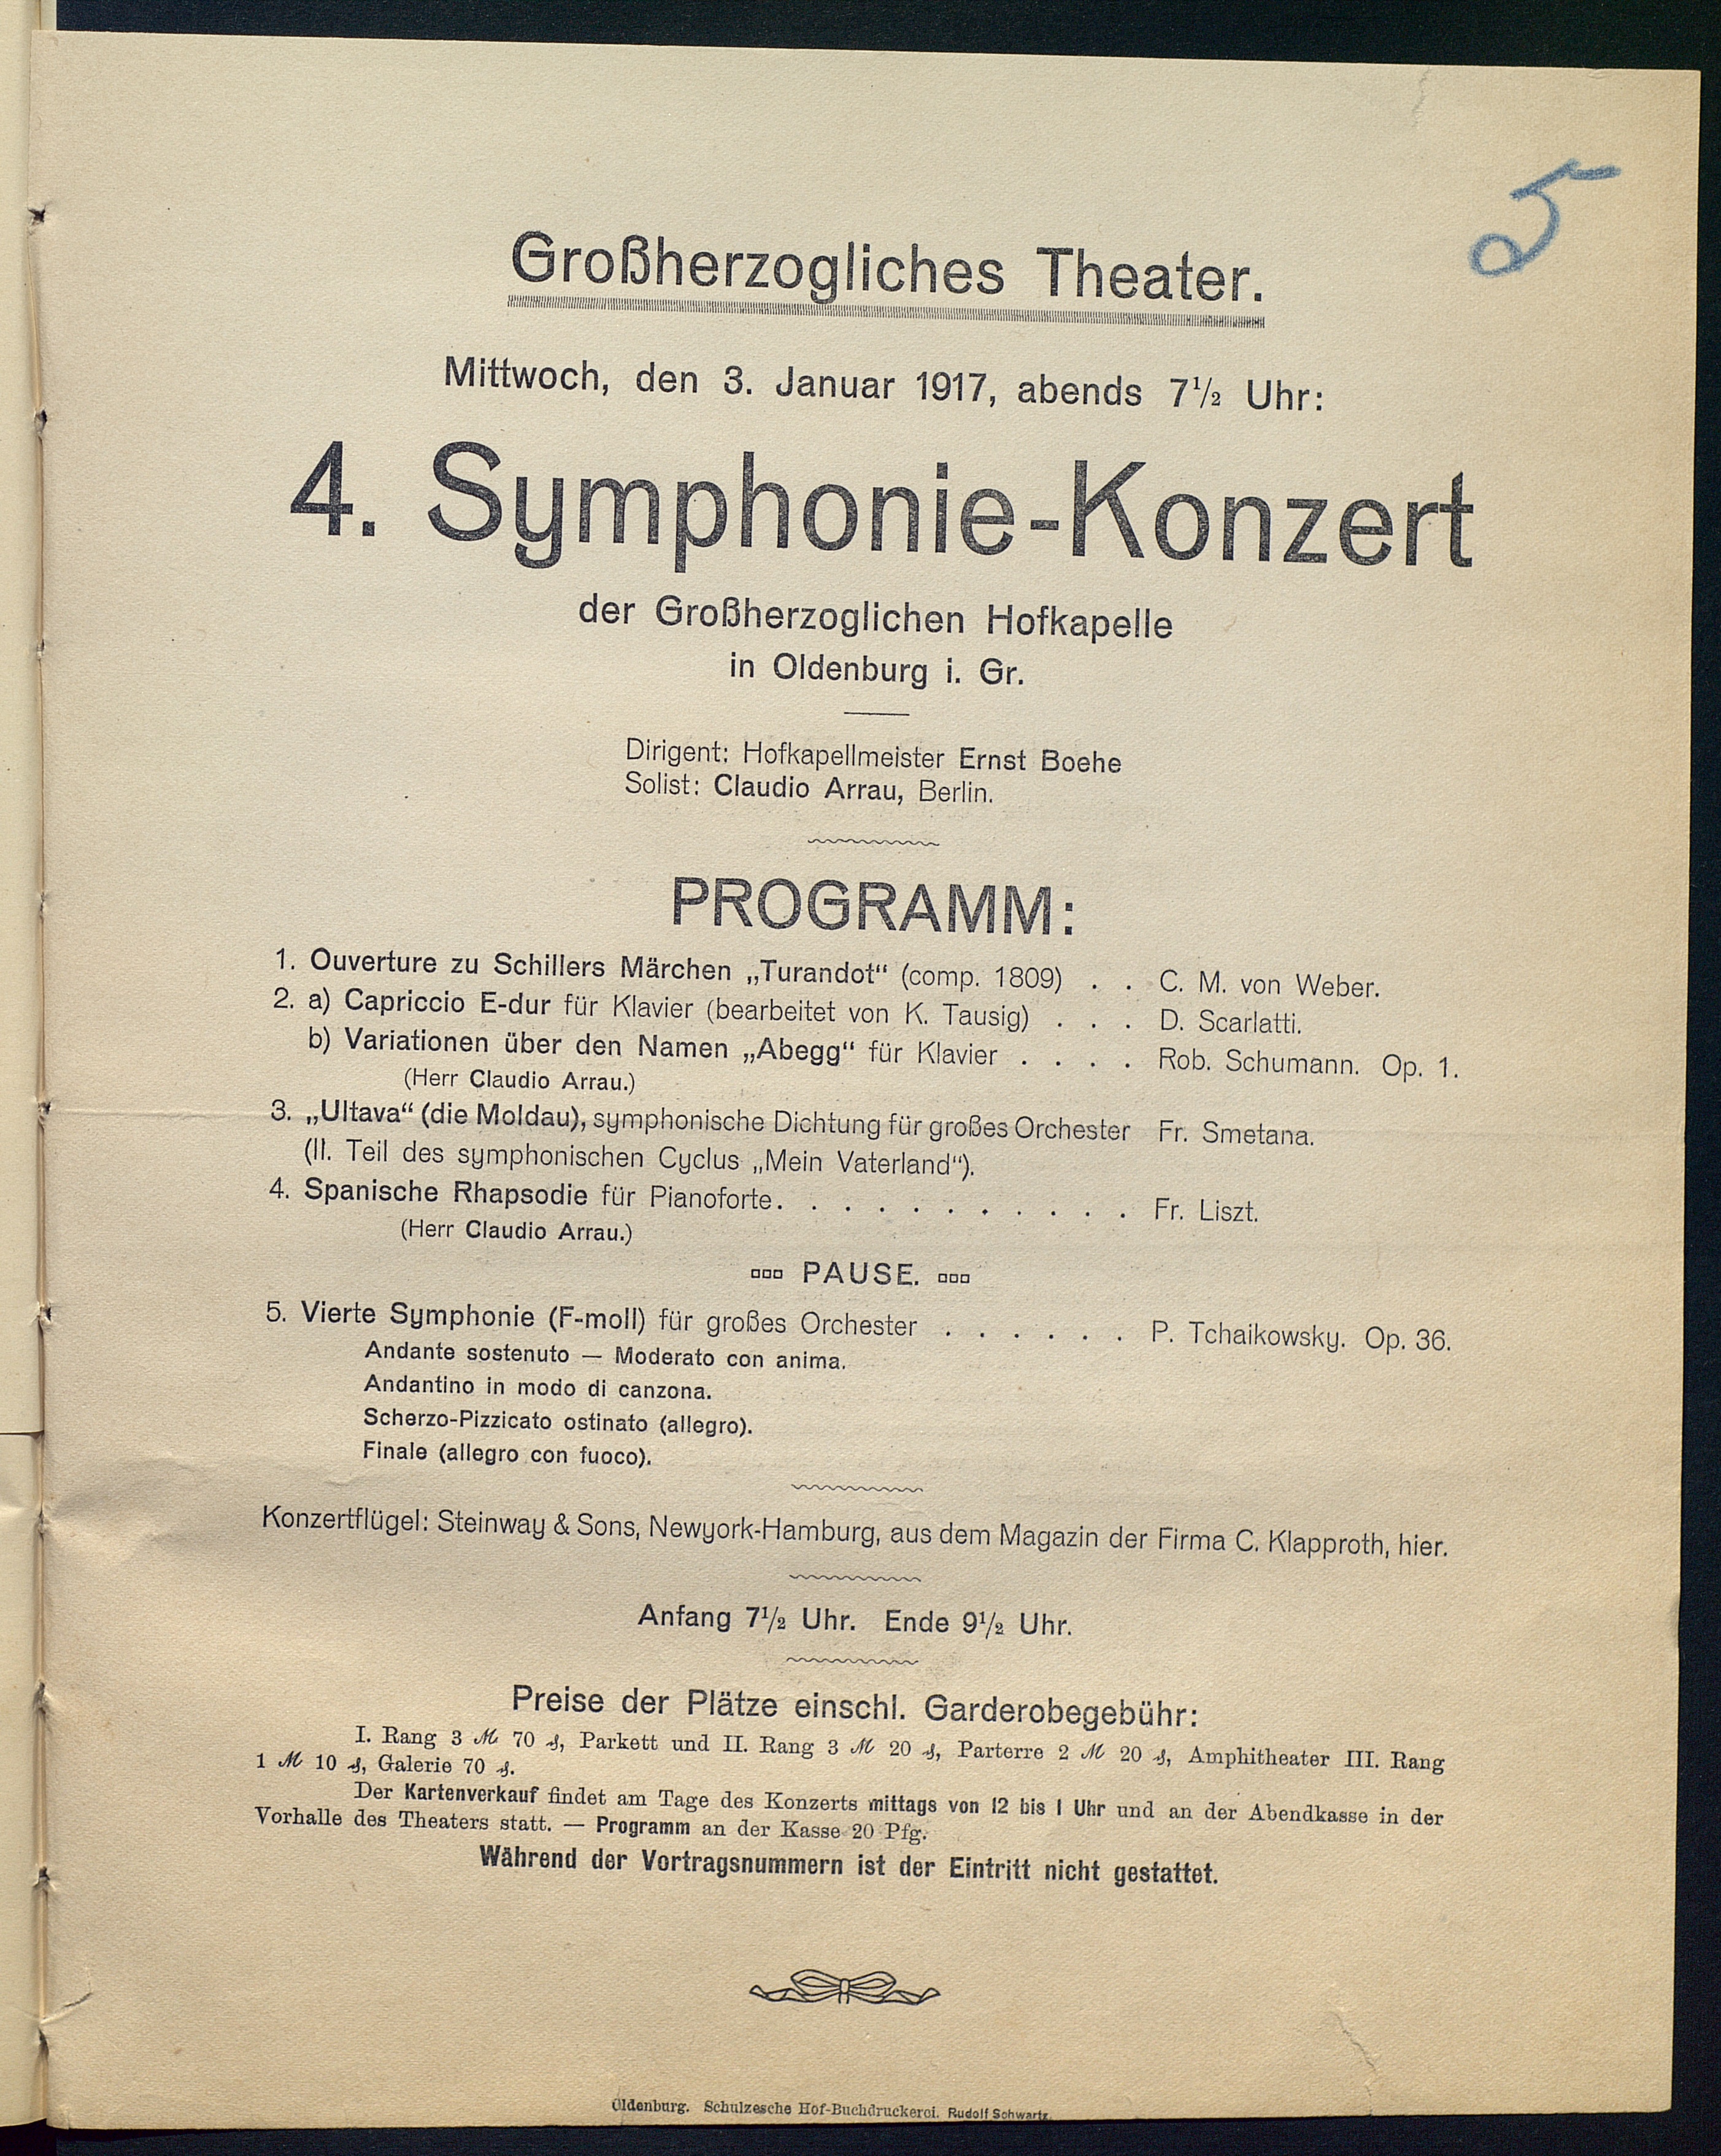 5
Großherzogliches Theater.
Mittwoch, den 3. Januar 1917, abends 7½ Uhr:
4. Symphonie-Konzert
der Großherzoglichen Hofkapelle
in Oldenburg i. Gr.
Dirigent: Hofkapellmeister Ernst Boehe
Solist: Claudio Arrau, Berlin.
PROGRAMM:
1. Ouverture zu Schillers Märchen „Turandot“ (comp. 1809) . . C. M. von Weber.
2. a) Capriccio E-dur für Klavier (bearbeitet von K. Tausig) . . . D. Scarlatti.
b) Variationen über den Namen „Abegg“ für Klavier . . . . Rob. Schumann. Op. 1.
(Herr Claudio Arrau.)
3. „Ultava“ (die Moldau), symphonische Dichtung für großes Orchester Fr. Smetana.
(II. Teil des symphonischen Cyclus „Mein Vaterland“).
4. Spanische Rhapsodie für Pianoforte. . . . . . . . . . . . Fr. Liszt.
(Herr Claudio Arrau.)
PAUSE.
5. Vierte Symphonie (F-moll) für großes Orchester . . . . . . P. Tchaikowsky. Op. 36.
Andante sostenuto — Moderato con anima.
Andantino in modo di canzona.
Scherzo-Pizzicato ostinato (allegro).
Finale (allegro con fuoco).
Konzertflügel: Steinway & Sons, Newyork-Hamburg, aus dem Magazin der Firma C. Klapproth, hier.
Anfang 7½ Uhr. Ende 9½ Uhr.
Preise der Plätze einschl. Garderobegebühr:
I. Rang 3 ℳ 70 ₰, Parkett und II. Rang 3 ℳ 20 ₰, Parterre 2 ℳ 20 ₰, Amphitheater III. Rang
1 ℳ 10 ₰, Galerie 70 ₰.
Der Kartenverkauf findet am Tage des Konzerts mittags von 12 bis 1 Uhr und an der Abendkasse in der
Vorhalle des Theaters statt. — Programm an der Kasse 20 Pfg.
Während der Vortragsnummern ist der Eintritt nicht gestattet.
Oldenburg. Schulzesche Hof-Buchdruckerei. Rudolf Schwartz.